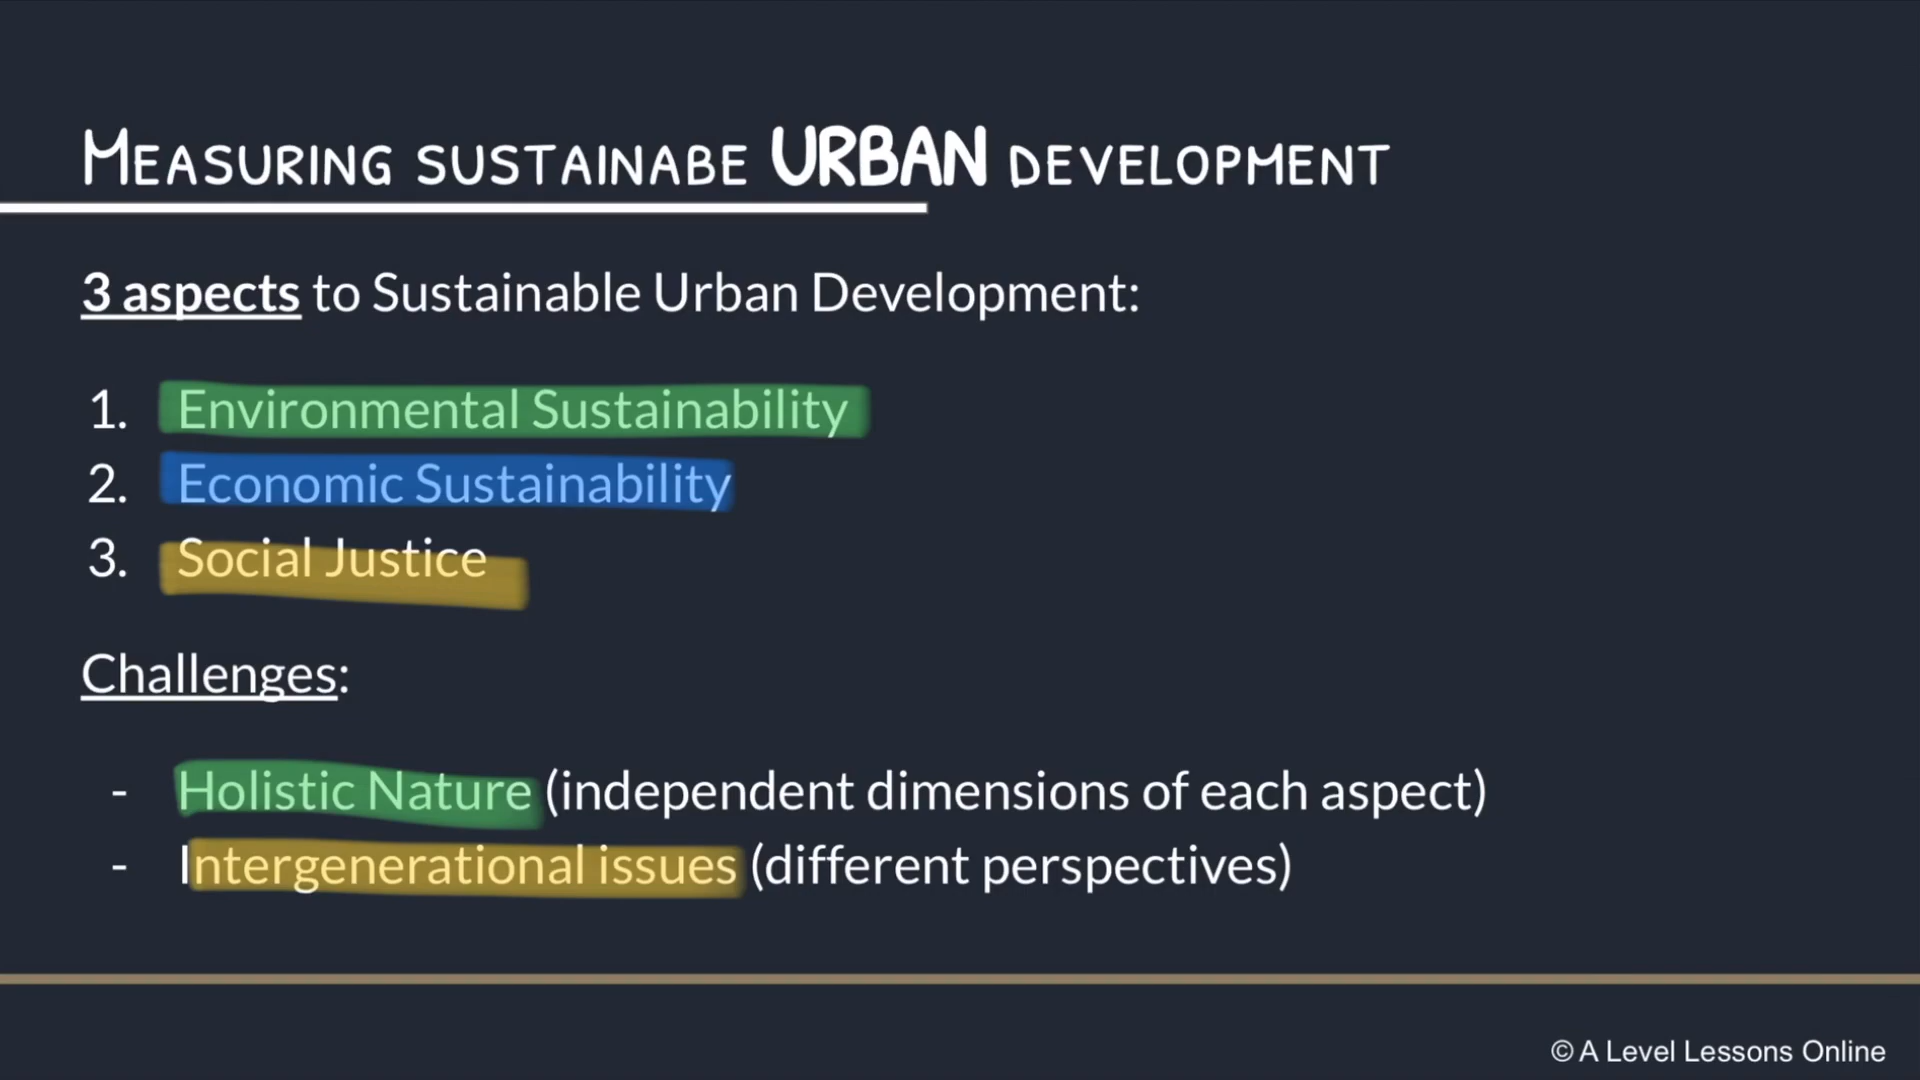 MEASURING SUSTAINABE URBAN DEVELOPMENT
3 aspects to Sustainable Urban Development:
1. Environmental Sustainability
2. Economic Sustainability
3. Social Justice
Challenges:
- Holistic Nature (independent dimensions of each aspect)
- Intergenerational issues (different perspectives)
© A Level Lessons Online